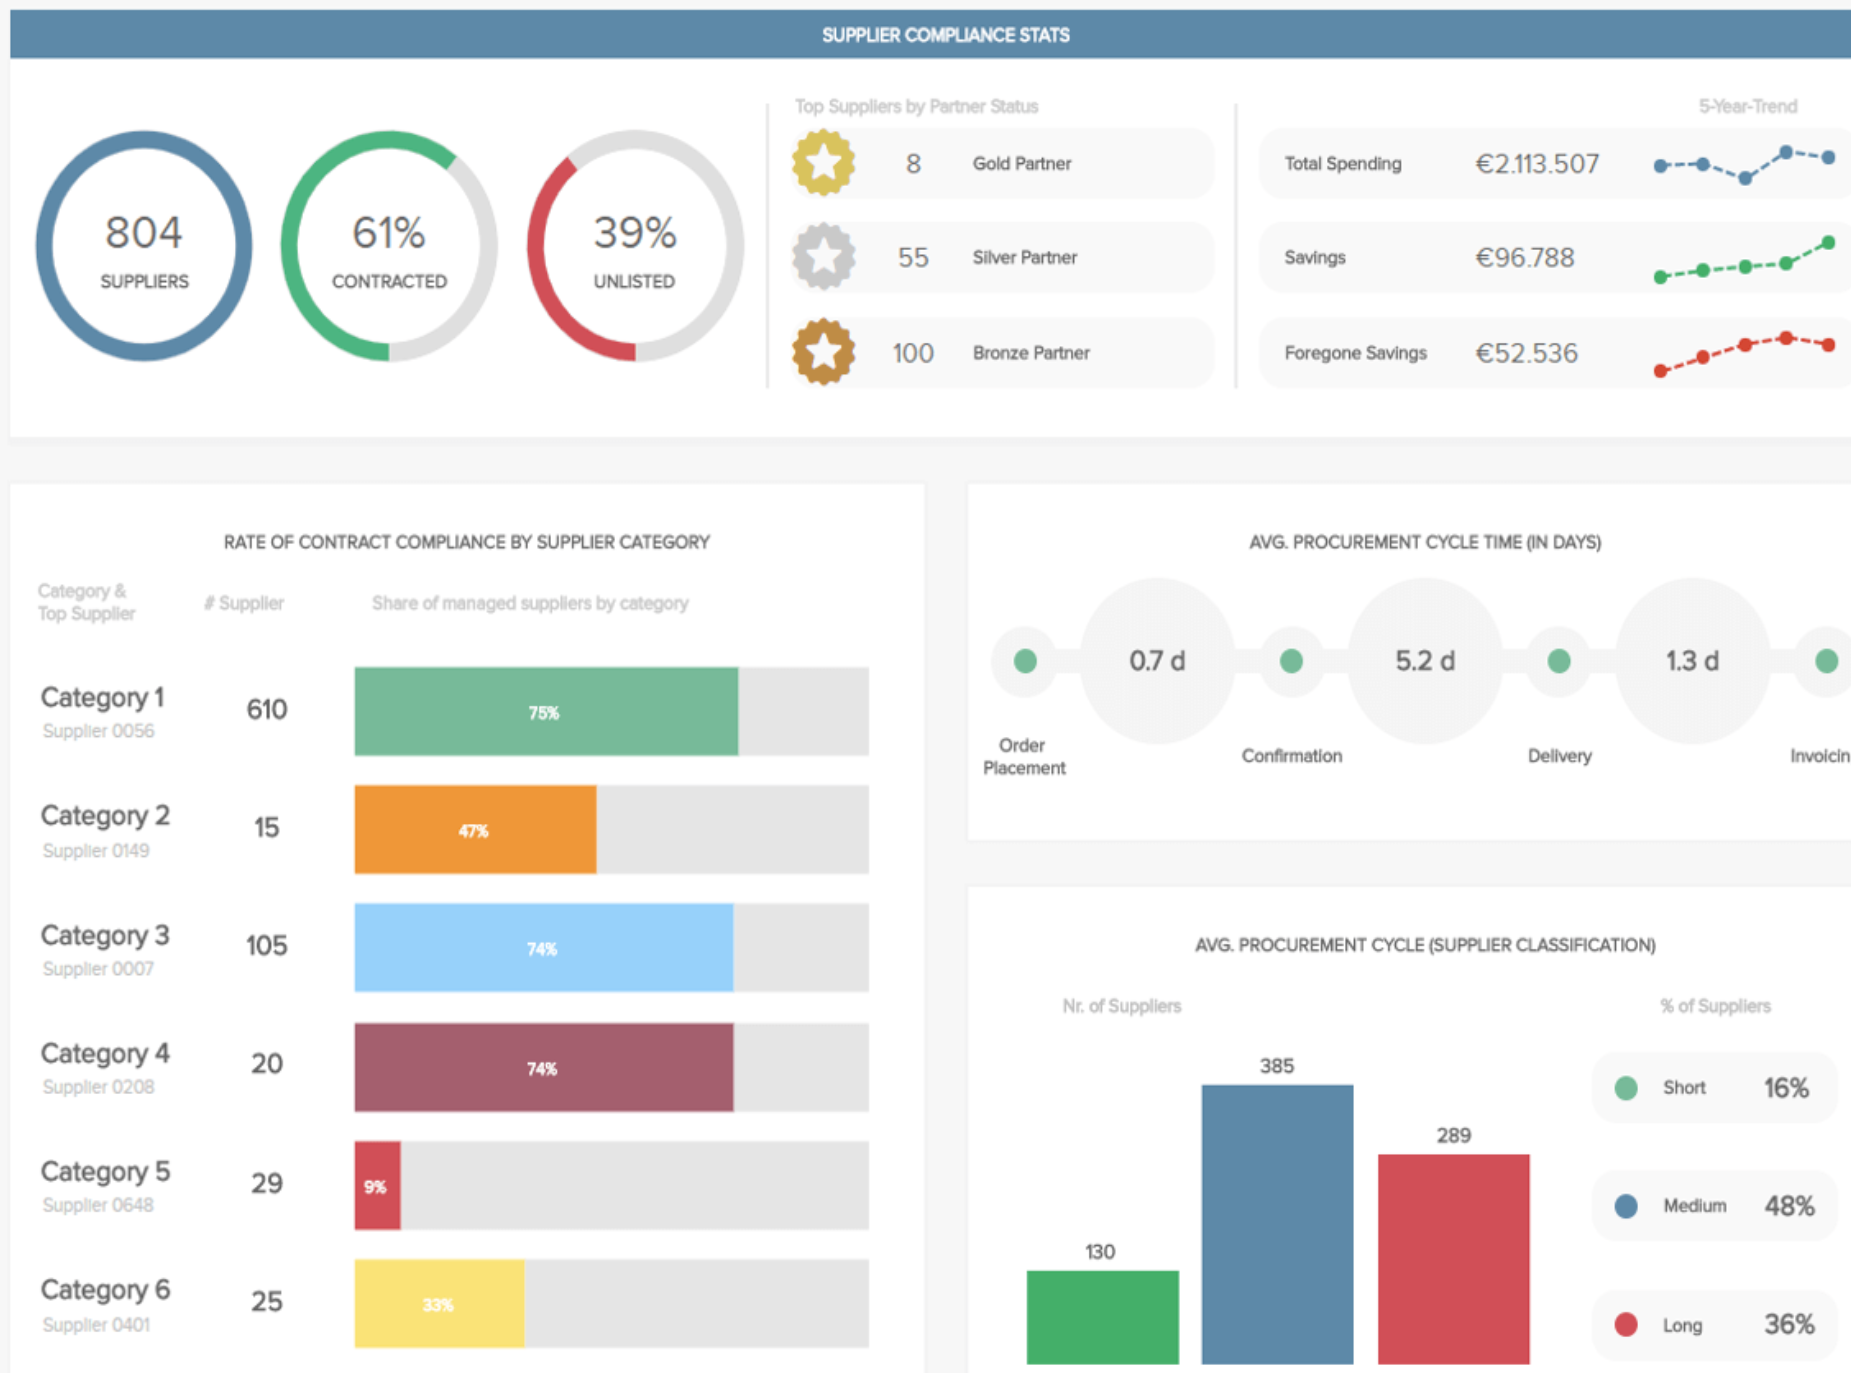 SUPPLIER COMPLIANCE STATS
804
SUPPLIERS
61%
CONTRACTED
39%
UNLISTED
Top Suppliers by Partner Status
8 Gold Partner
55 Silver Partner
100 Bronze Partner
5-Year-Trend
Total Spending €2.113.507
Savings €96.788
Foregone Savings €52.536
RATE OF CONTRACT COMPLIANCE BY SUPPLIER CATEGORY
Category &
Top Supplier
# Supplier
Share of managed suppliers by category
Category 1
Supplier 0056
610
75%
Category 2
Supplier 0149
15
47%
Category 3
Supplier 0007
105
74%
Category 4
Supplier 0208
20
74%
Category 5
Supplier 0648
29
9%
Category 6
Supplier 0401
25
33%
AVG. PROCUREMENT CYCLE TIME (IN DAYS)
0.7 d
5.2 d
1.3 d
Order
Placement
Confirmation
Delivery
Invoicin
AVG. PROCUREMENT CYCLE (SUPPLIER CLASSIFICATION)
Nr. of Suppliers
130
385
289
% of Suppliers
Short 16%
Medium 48%
Long 36%